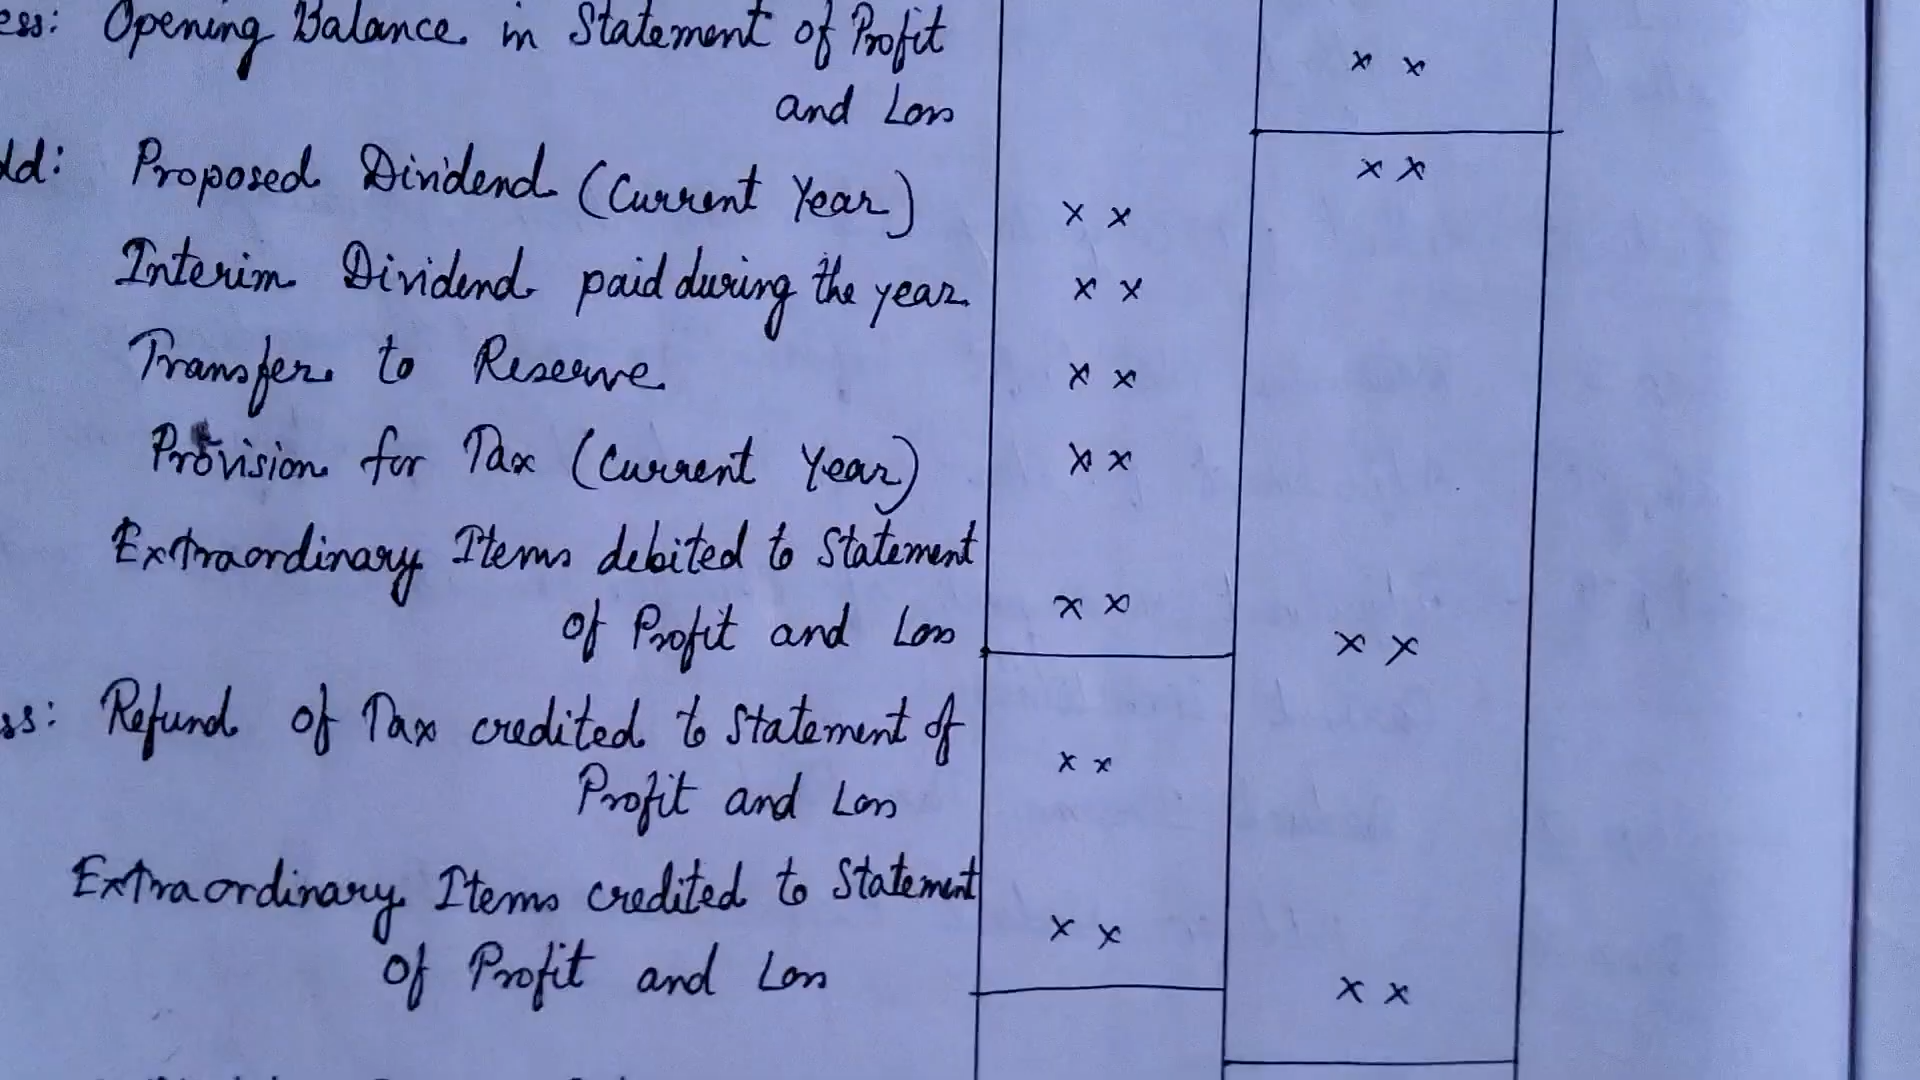 ess: Opening Balance in Statement of Profit
and Loss x x
dd: x x
Proposed Dividend (Current Year) x x
Interim Dividend paid during the year x x
Transfer to Reserve x x
Provision for Tax (Current Year) x x
Extraordinary Items debited to Statement
of Profit and Loss x x x x
ss: Refund of Tax credited to Statement of
Profit and Loss x x
Extraordinary Items credited to Statement
of Profit and Loss x x x x